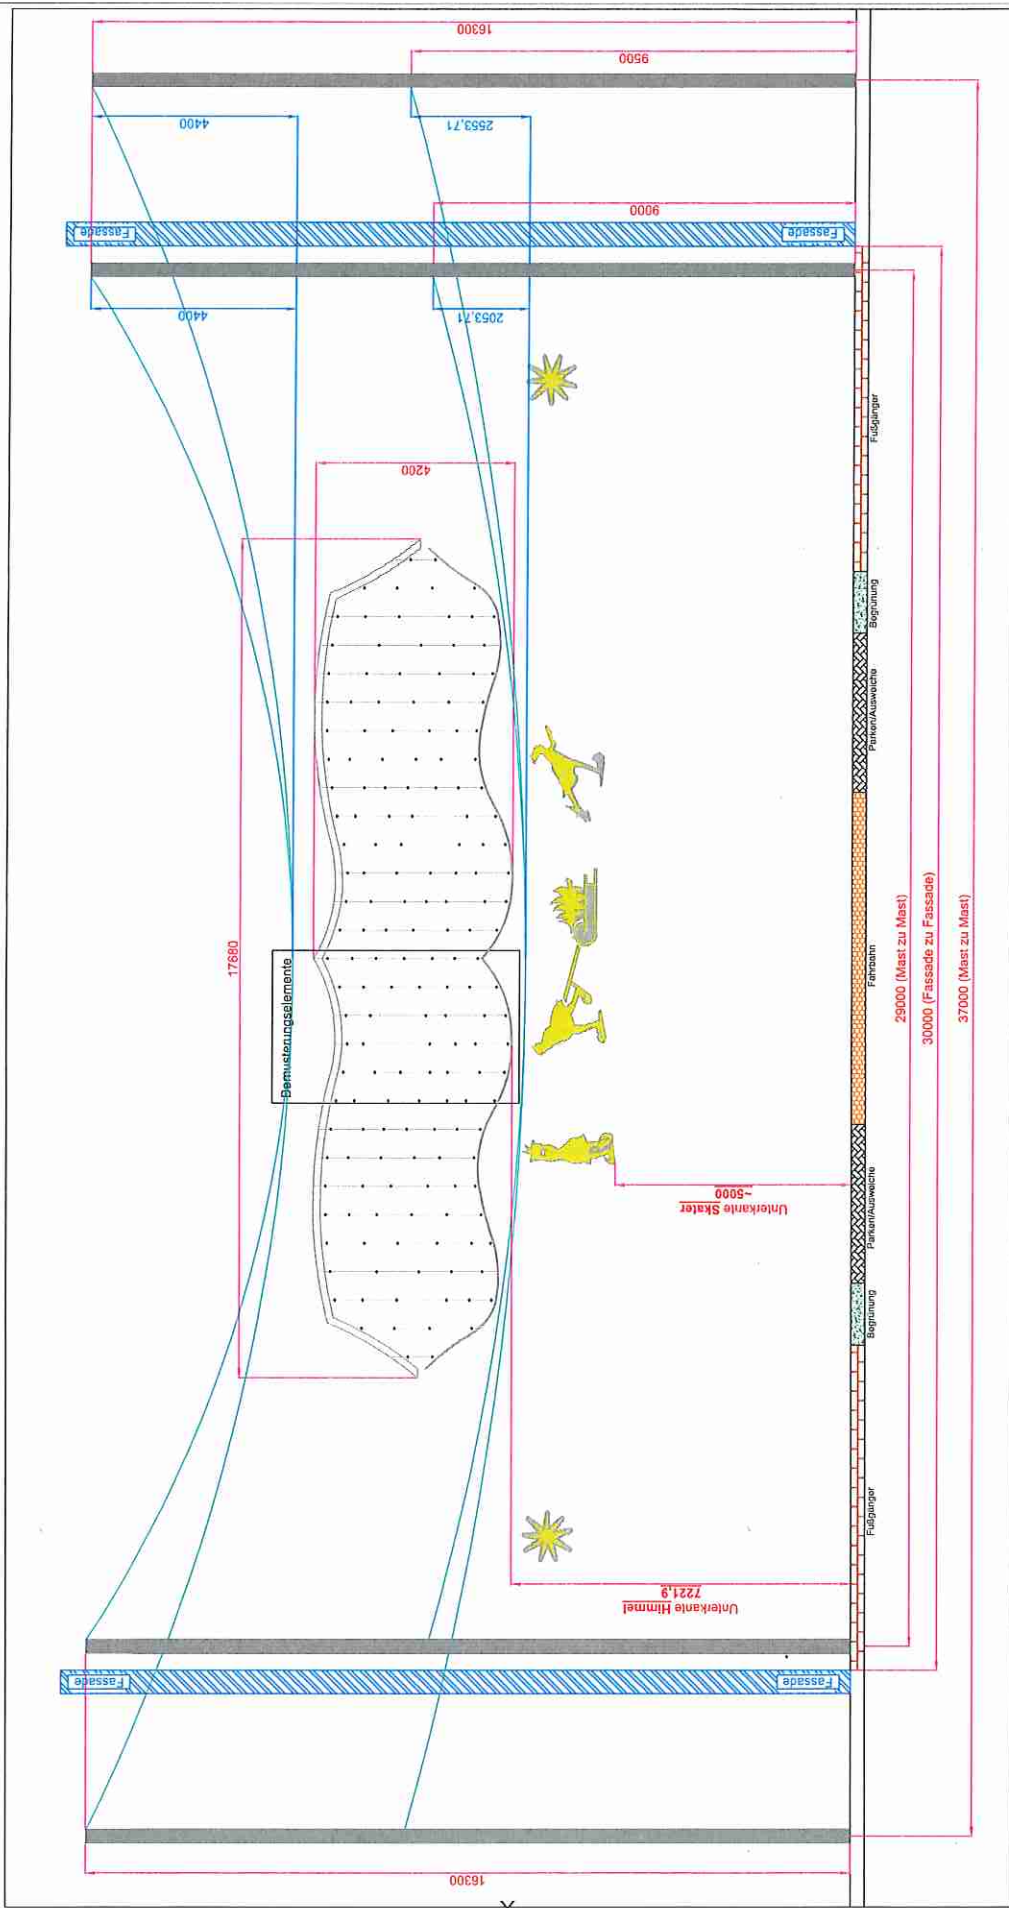 16300
9500
4400
2553,71
9000
Fassade
Fassade
4400
2053,71
4200
17680
Bemusterungselemente
Fußgänger
Begrünung
Parken/Ausweiche
Fahrbahn
Parken/Ausweiche
Begrünung
Fußgänger
29000 (Mast zu Mast)
30000 (Fassade zu Fassade)
37000 (Mast zu Mast)
Unterkante Skater
~5000
Unterkante Himmel
7221,9
Fassade
Fassade
16300